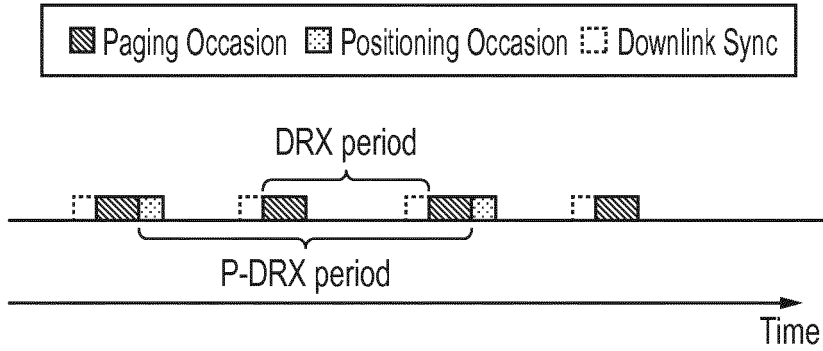 Paging Occasion Positioning Occasion Downlink Sync
DRX period
P-DRX period
Time